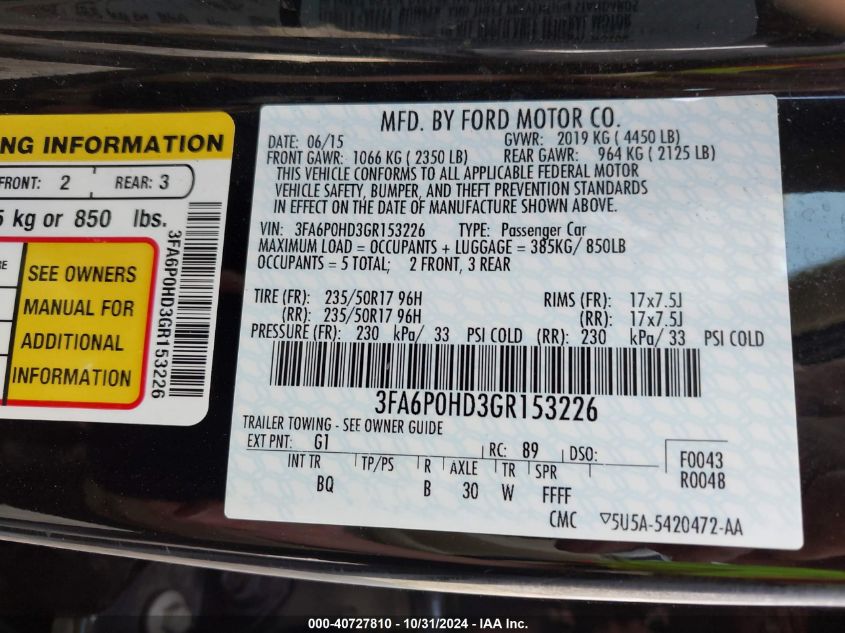 NG INFORMATION
FRONT: 2 REAR: 3
5 kg or 850 lbs.
RE
SEE OWNERS
MANUAL FOR
ADDITIONAL
INFORMATION
3FA6P0HD3GR153226
MFD. BY FORD MOTOR CO.
DATE: 06/15 GVWR: 2019 KG ( 4450 LB)
FRONT GAWR: 1066 KG ( 2350 LB) REAR GAWR: 964 KG ( 2125 LB)
THIS VEHICLE CONFORMS TO ALL APPLICABLE FEDERAL MOTOR
VEHICLE SAFETY, BUMPER, AND THEFT PREVENTION STANDARDS
IN EFFECT ON THE DATE OF MANUFACTURE SHOWN ABOVE.
VIN: 3FA6P0HD3GR153226 TYPE: Passenger Car
MAXIMUM LOAD = OCCUPANTS + LUGGAGE = 385KG/ 850LB
OCCUPANTS = 5 TOTAL; 2 FRONT, 3 REAR
TIRE (FR): 235/50R17 96H RIMS (FR): 17x7.5J
(RR): 235/50R17 96H (RR): 17x7.5J
PRESSURE (FR): 230 kPa/ 33 PSI COLD (RR): 230 kPa/ 33 PSI COLD
3FA6P0HD3GR153226
TRAILER TOWING - SEE OWNER GUIDE
EXT PNT: G1 RC: 89 DSO: F0043
R0048
INT TR TP/PS R AXLE TR SPR
BQ B 30 W FFFF
CMC ▽5U5A-5420472-AA
000-40727810 - 10/31/2024 - IAA Inc.